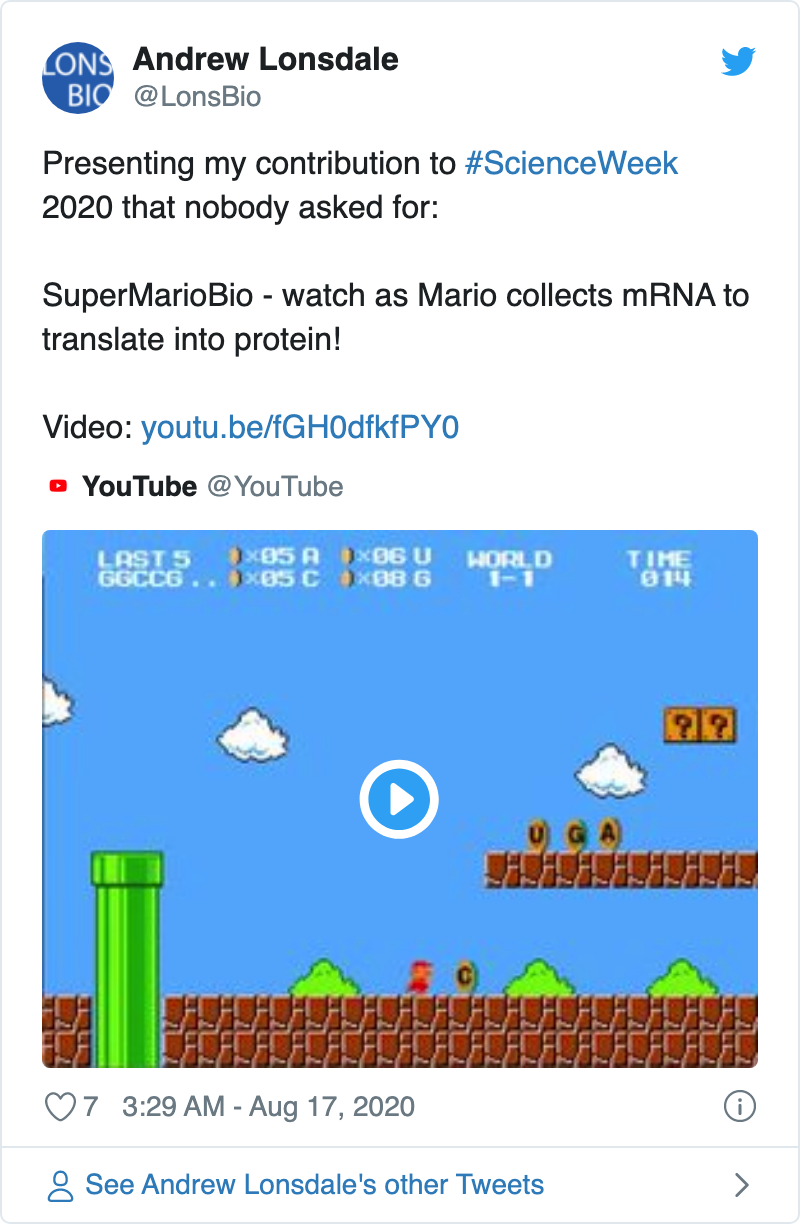 LONS
BIO
Andrew Lonsdale
@LonsBio
Presenting my contribution to #ScienceWeek
2020 that nobody asked for:
SuperMarioBio - watch as Mario collects mRNA to
translate into protein!
Video: youtu.be/fGH0dfkfPY0
YouTube @YouTube
LAST 5 ×05 A ×06 U WORLD TIME
GGCCG .. ×05 C ×08 G 1-1 014
? ?
U G A
C
7 3:29 AM - Aug 17, 2020
See Andrew Lonsdale's other Tweets